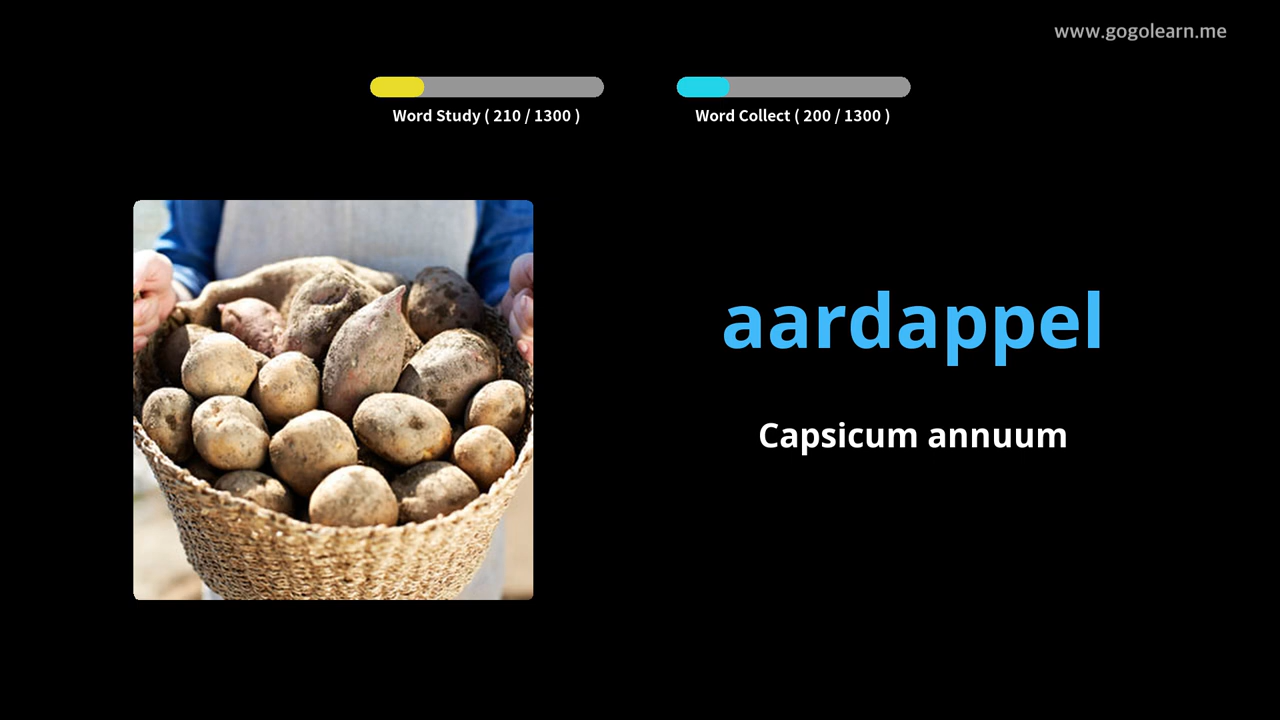 www.gogolearn.me
Word Study ( 210 / 1300 )
Word Collect ( 200 / 1300 )
aardappel
Capsicum annuum